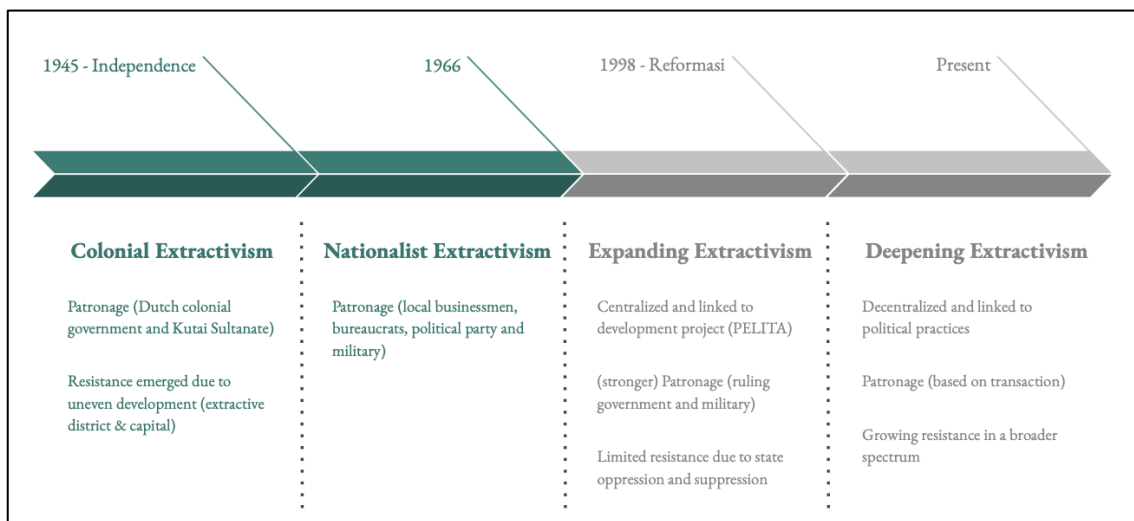 1945 - Independence
1966
1998 - Reformasi
Present
Colonial Extractivism
Patronage (Dutch colonial
government and Kutai Sultanate)
Resistance emerged due to
uneven development (extractive
district & capital)
Nationalist Extractivism
Patronage (local businessmen,
bureaucrats, political party and
military)
Expanding Extractivism
Centralized and linked to
development project (PELITA)
(stronger) Patronage (ruling
government and military)
Limited resistance due to state
oppression and suppression
Deepening Extractivism
Decentralized and linked to
political practices
Patronage (based on transaction)
Growing resistance in a broader
spectrum